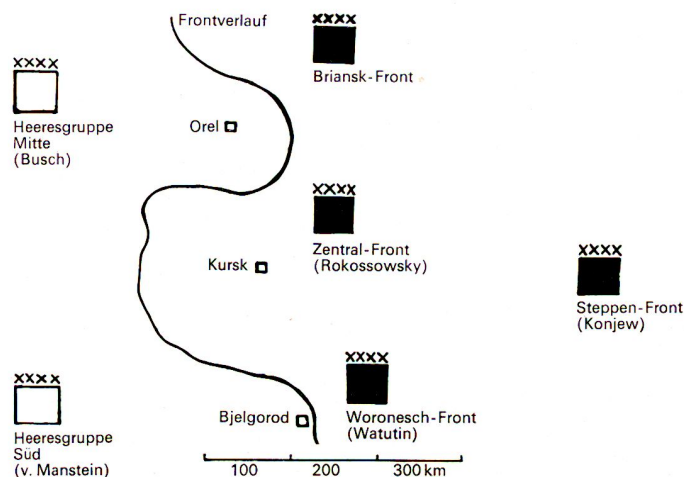 Frontverlauf
xxxx
Briansk-Front
xxxx
Heeresgruppe
Mitte
(Busch)
Orel
xxxx
Zentral-Front
(Rokossowsky)
Kursk
xxxx
Steppen-Front
(Konjew)
xxxx
Heeresgruppe
Süd
(v. Manstein)
Bjelgorod
xxxx
Woronesch-Front
(Watutin)
100 200 300 km